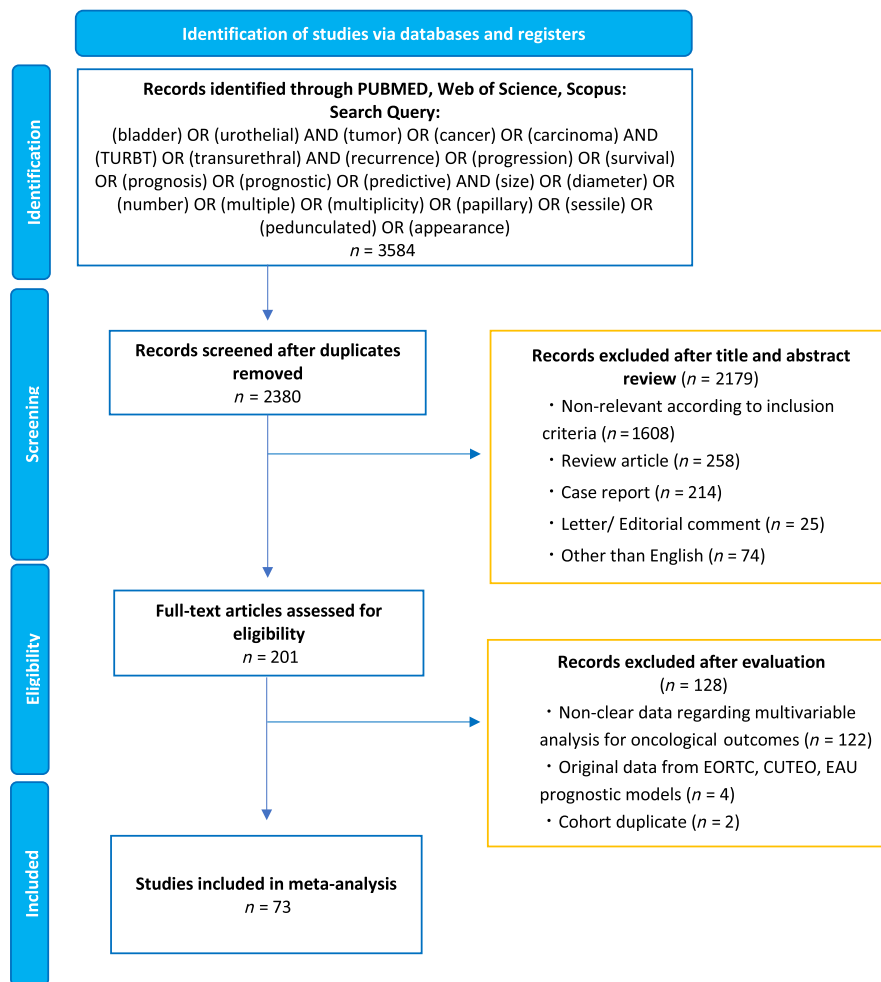 Identification of studies via databases and registers
Identification
Records identified through PUBMED, Web of Science, Scopus:
Search Query:
(bladder) OR (urothelial) AND (tumor) OR (cancer) OR (carcinoma) AND
(TURBT) OR (transurethral) AND (recurrence) OR (progression) OR (survival)
OR (prognosis) OR (prognostic) OR (predictive) AND (size) OR (diameter) OR
(number) OR (multiple) OR (multiplicity) OR (papillary) OR (sessile) OR
(pedunculated) OR (appearance)
n = 3584
Screening
Records screened after duplicates
removed
n = 2380
Records excluded after title and abstract
review (n = 2179)
・Non-relevant according to inclusion
criteria (n = 1608)
・Review article (n = 258)
・Case report (n = 214)
・Letter/ Editorial comment (n = 25)
・Other than English (n = 74)
Eligibility
Full-text articles assessed for
eligibility
n = 201
Records excluded after evaluation
(n = 128)
・Non-clear data regarding multivariable
analysis for oncological outcomes (n = 122)
・Original data from EORTC, CUTEO, EAU
prognostic models (n = 4)
・Cohort duplicate (n = 2)
Included
Studies included in meta-analysis
n = 73